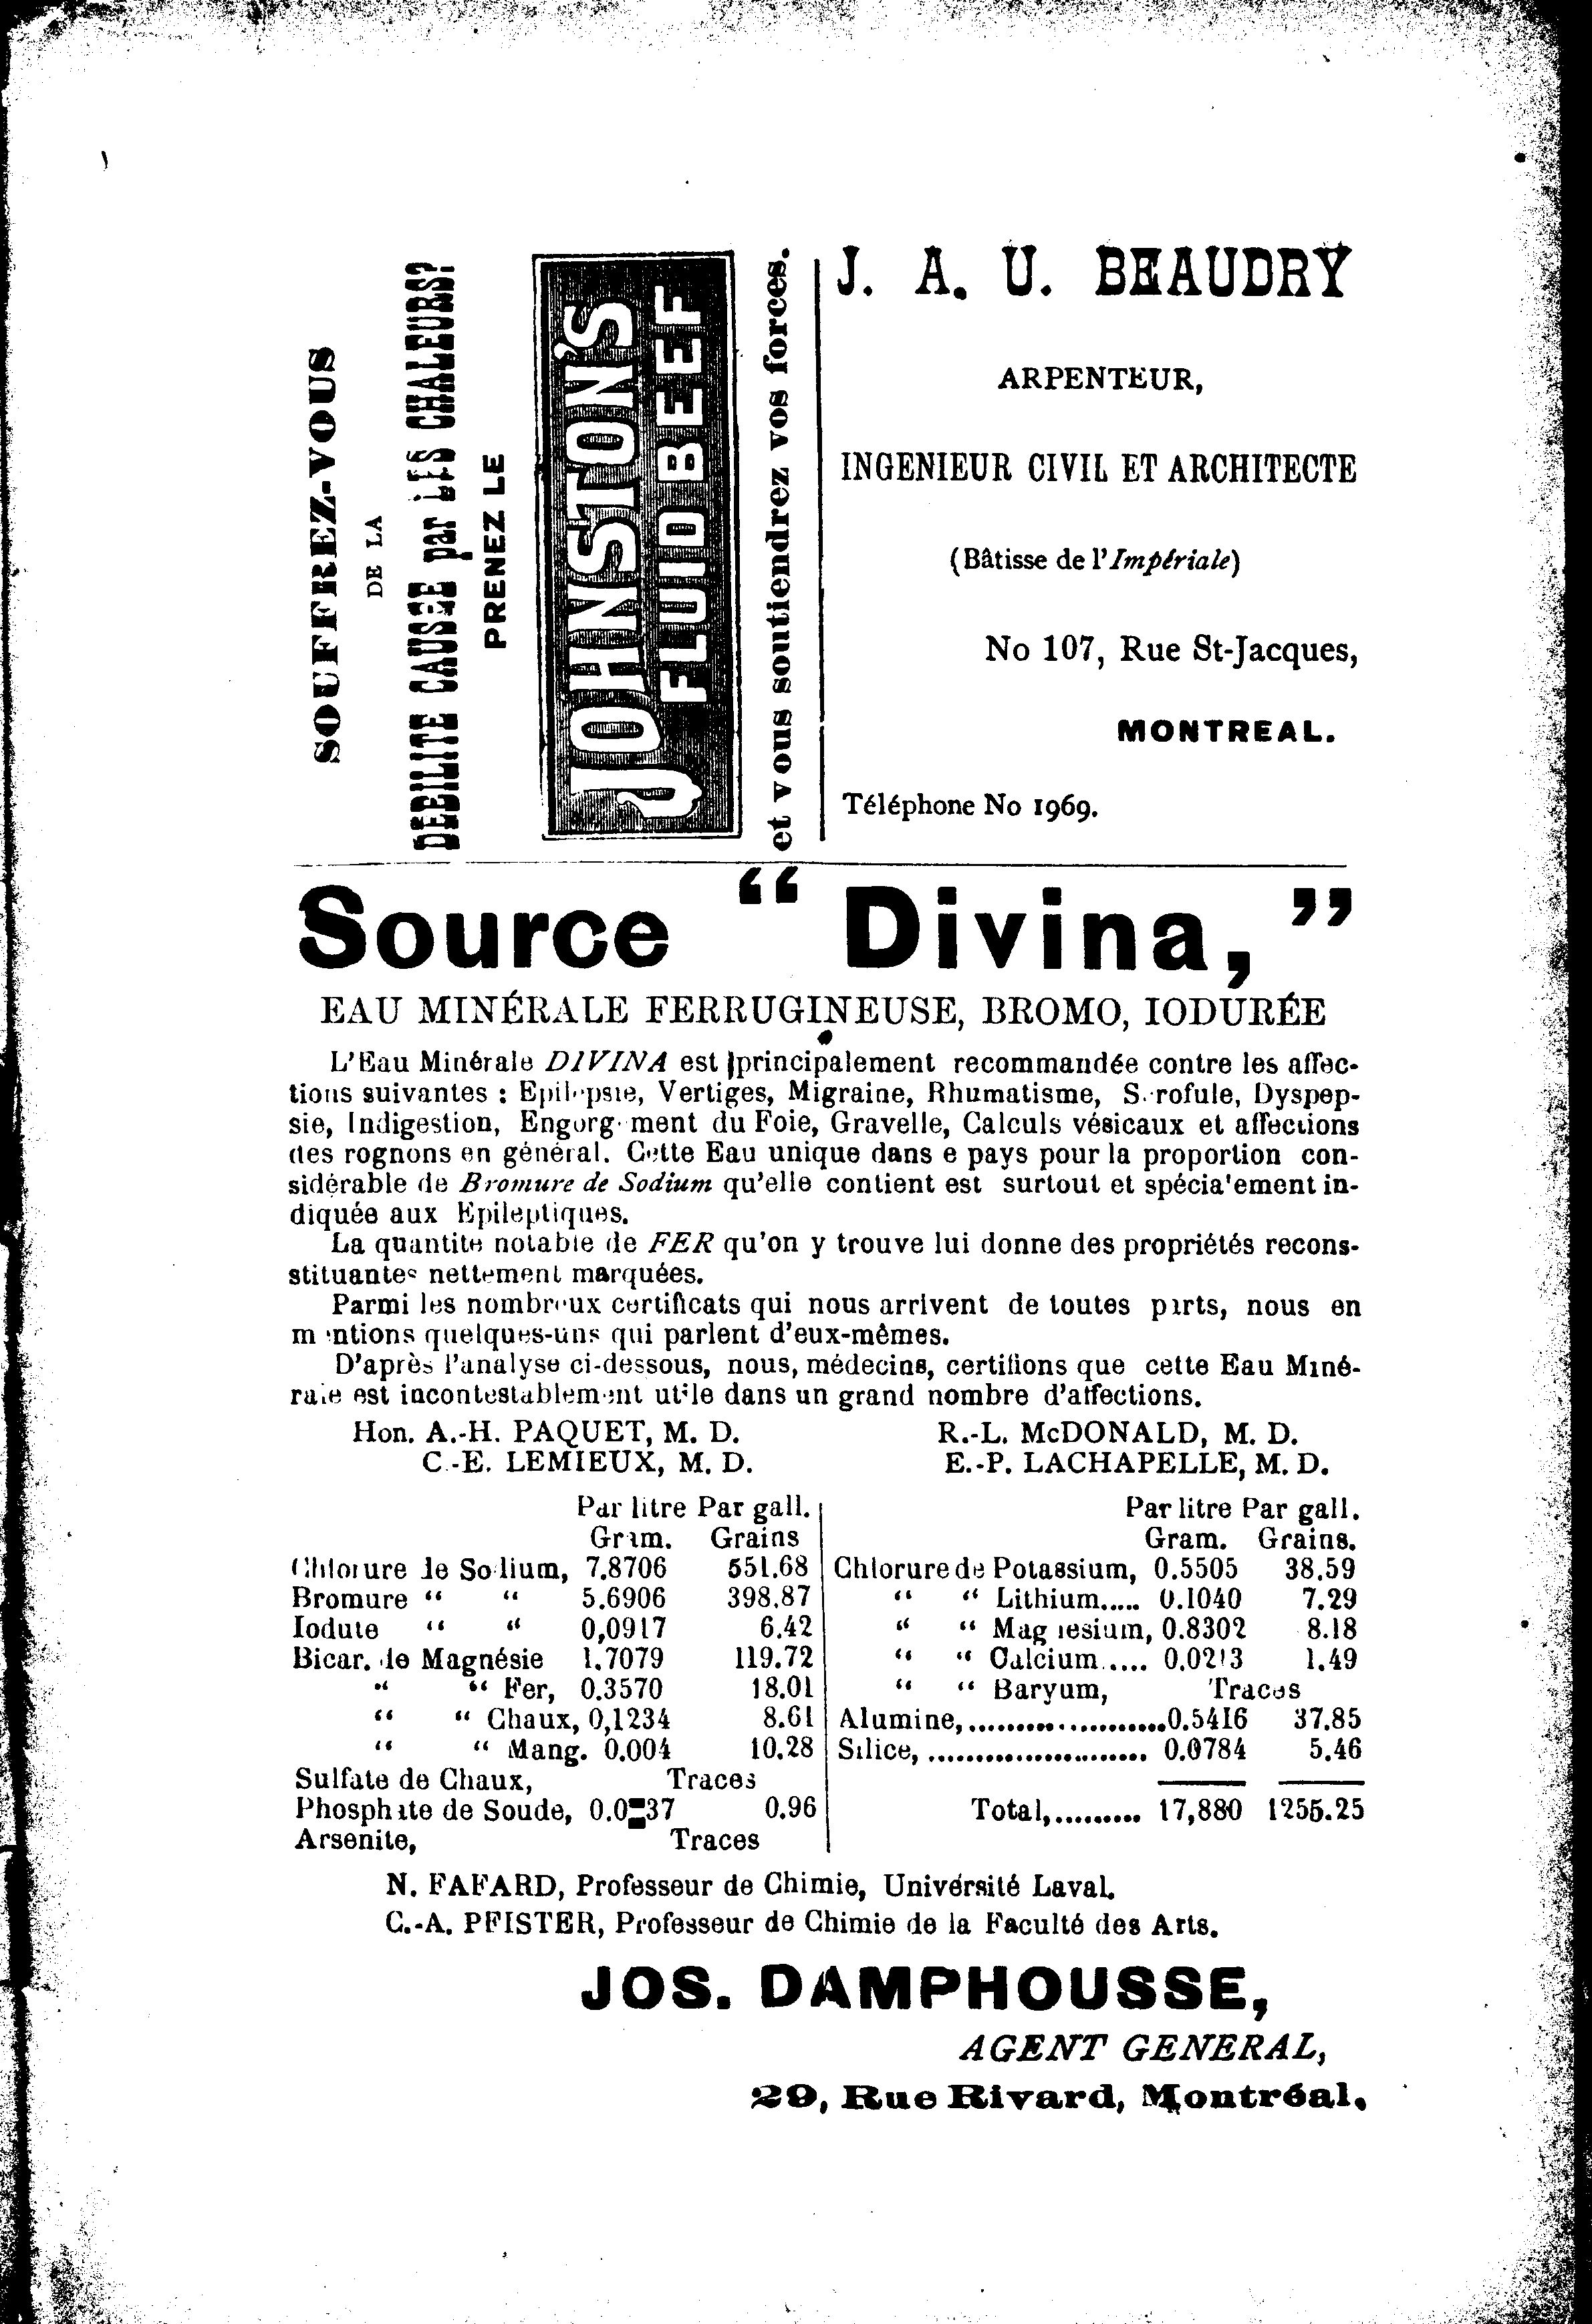 SOUFFREZ-VOUS
DE LA
DEBILITE CAUSEE par LES CHALEURS?
PRENEZ LE
JOHNSTON'S
FLUID BEEF
et vous soutiendrez vos forces.
J. A. U. BEAUDRY
ARPENTEUR,
INGENIEUR CIVIL ET ARCHITECTE
(Bâtisse de l'Impériale)
No 107, Rue St-Jacques,
MONTREAL.
Téléphone No 1969.
Source “ Divina, ”
EAU MINÉRALE FERRUGINEUSE, BROMO, IODURÉE
L'Eau Minérale DIVINA est principalement recommandée contre les affec-
tions suivantes : Epilepsie, Vertiges, Migraine, Rhumatisme, Scrofule, Dyspep-
sie, Indigestion, Engorgement du Foie, Gravelle, Calculs vésicaux et affections
des rognons en général. Cette Eau unique dans e pays pour la proportion con-
sidérable de Bromure de Sodium qu'elle contient est surtout et spécia'ement in-
diquée aux Epileptiques.
La quantité notable de FER qu'on y trouve lui donne des propriétés recons-
stituantes nettement marquées.
Parmi les nombreux certificats qui nous arrivent de toutes parts, nous en
mentions quelques-uns qui parlent d'eux-mêmes.
D'après l'analyse ci-dessous, nous, médecins, certifions que cette Eau Miné-
rale est incontestablement utile dans un grand nombre d'affections.
Hon. A.-H. PAQUET, M. D. R.-L. McDONALD, M. D.
C.-E. LEMIEUX, M. D. E.-P. LACHAPELLE, M. D.
Par litre Par gall.
Gram. Grains
Chlorure de Sodium, 7.8706 551.68
Bromure “ “ 5.6906 398.87
Iodute “ “ 0,0917 6.42
Bicar. de Magnésie 1.7079 119.72
“ “ Fer, 0.3570 18.01
“ “ Chaux, 0,1234 8.61
“ “ Mang. 0.004 10.28
Sulfate de Chaux, Traces
Phosphate de Soude, 0.96
Arsenite, Traces
Par litre Par gall.
Gram. Grains.
Chlorure de Potassium, 0.5505 38.59
“ “ Lithium..... 0.1040 7.29
“ “ Magnesium, 0.8302 8.18
“ “ Calcium..... 0.0213 1.49
“ “ Baryum, Traces
Alumine,......................0.5416 37.85
Silice, ........................ 0.0784 5.46
Total,......... 17,880 1255.25
N. FAFARD, Professeur de Chimie, Université Laval.
C.-A. PFISTER, Professeur de Chimie de la Faculté des Arts.
JOS. DAMPHOUSSE,
AGENT GENERAL,
29, Rue Rivard, Montréal.